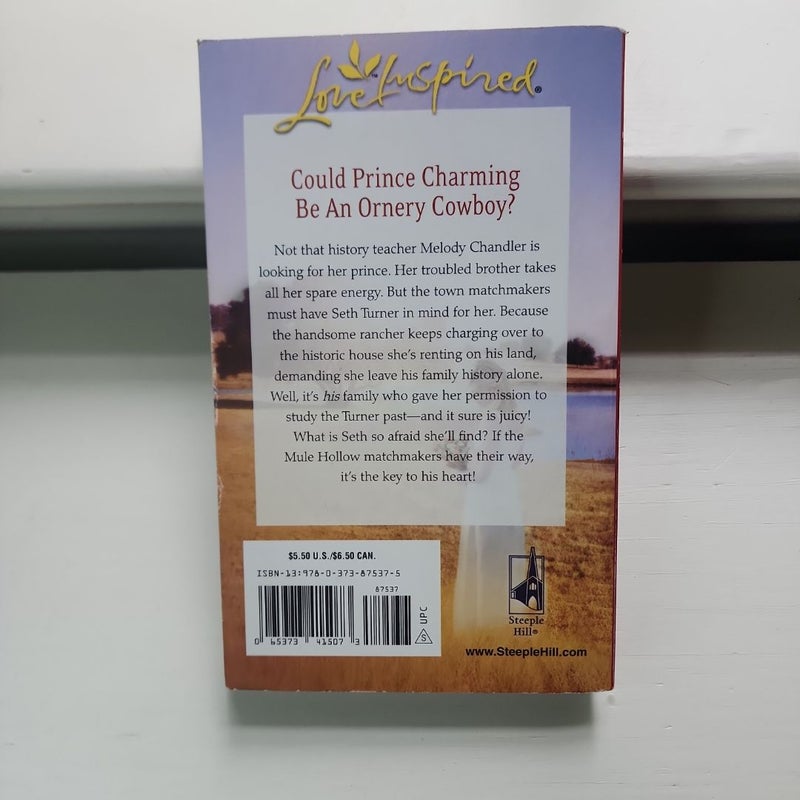 Love Inspired®
Could Prince Charming
Be An Ornery Cowboy?
Not that history teacher Melody Chandler is
looking for her prince. Her troubled brother takes
all her spare energy. But the town matchmakers
must have Seth Turner in mind for her. Because
the handsome rancher keeps charging over to
the historic house she's renting on his land,
demanding she leave his family history alone.
Well, it's his family who gave her permission to
study the Turner past—and it sure is juicy!
What is Seth so afraid she'll find? If the
Mule Hollow matchmakers have their way,
it's the key to his heart!
$5.50 U.S./$6.50 CAN.
ISBN-13:978-0-373-87537-5
87537
0 65373 41507 3
S UPC
Steeple
Hill®
www.SteepleHill.com